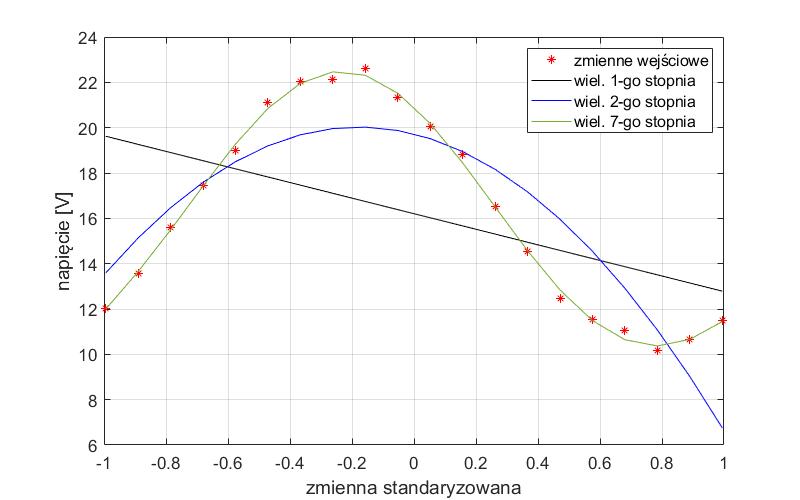 24
22
20
18
16
14
12
10
8
6
napięcie [V]
zmienne wejściowe
wiel. 1-go stopnia
wiel. 2-go stopnia
wiel. 7-go stopnia
-1 -0.8 -0.6 -0.4 -0.2 0 0.2 0.4 0.6 0.8 1
zmienna standaryzowana